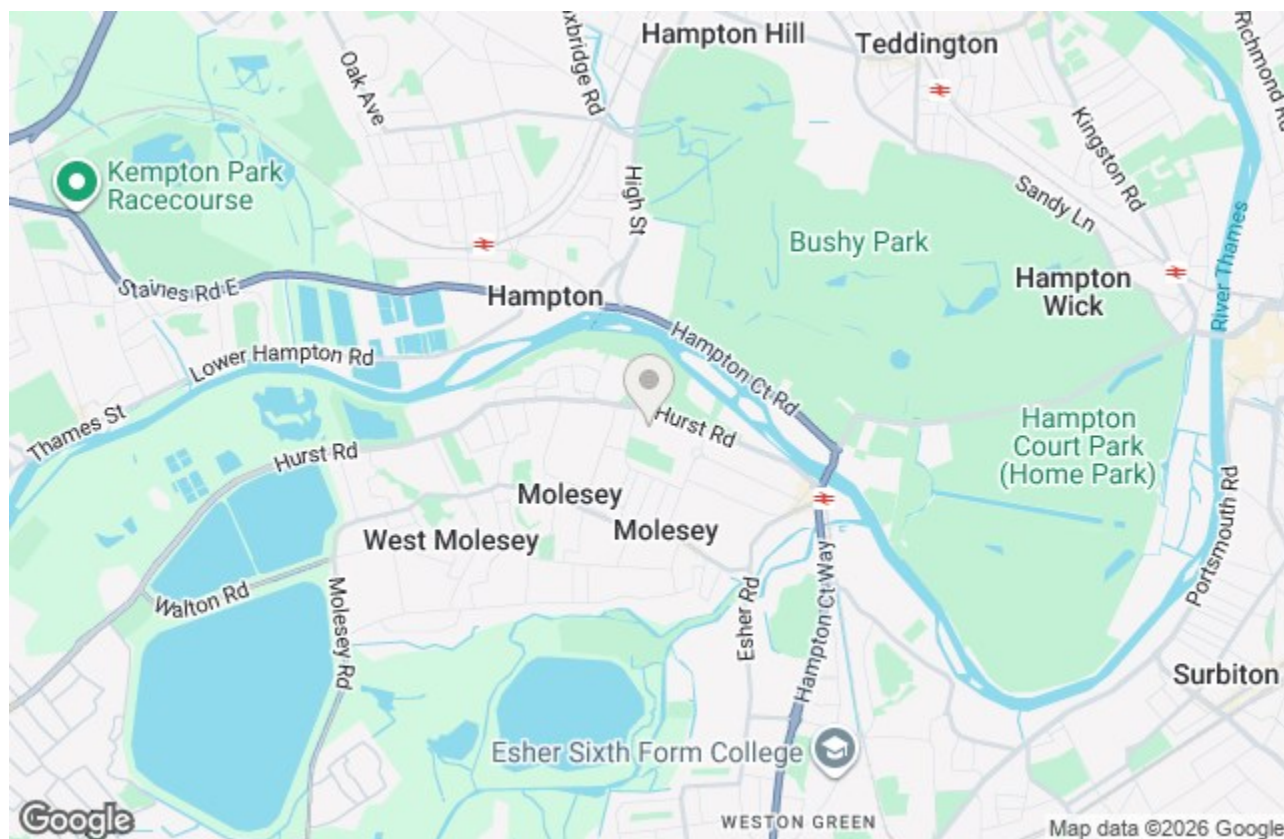 Hampton Hill
Teddington
Oak Ave
Richmond Rd
High St
Kingston Rd
Sandy Ln
Kempton Park
Racecourse
Bushy Park
River Thames
Staines Rd E
Hampton
Hampton
Wick
Lower Hampton Rd
Hampton Ct Rd
Thames St
Hurst Rd
Hurst Rd
Hampton
Court Park
(Home Park)
Molesey
Molesey
West Molesey
Walton Rd
Molesey Rd
Esher Rd
Hampton Ct Way
Portsmouth Rd
Surbiton
Esher Sixth Form College
WESTON GREEN
Google
Map data ©2026 Google